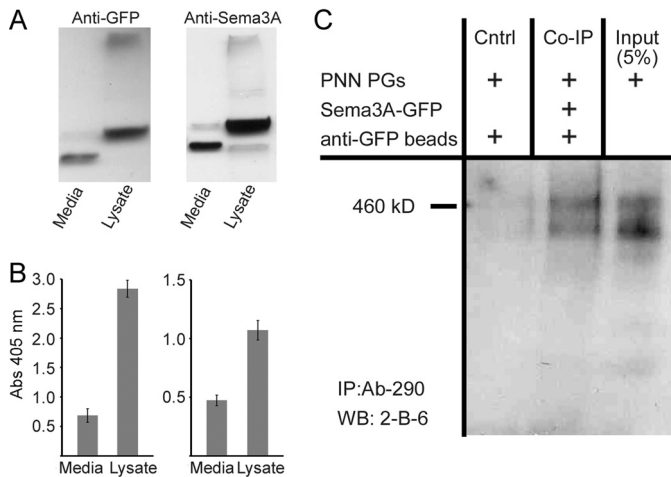 A
Anti-GFP
Anti-Sema3A
Media
Lysate
Media
Lysate
B
Abs 405 nm
3.0
2.5
2.0
1.5
1.0
0.5
Media Lysate
1.5
1.0
0.5
Media Lysate
C
Cntrl
Co-IP
Input
(5%)
PNN PGs + + +
Sema3A-GFP +
anti-GFP beads + +
460 kD
IP:Ab-290
WB: 2-B-6